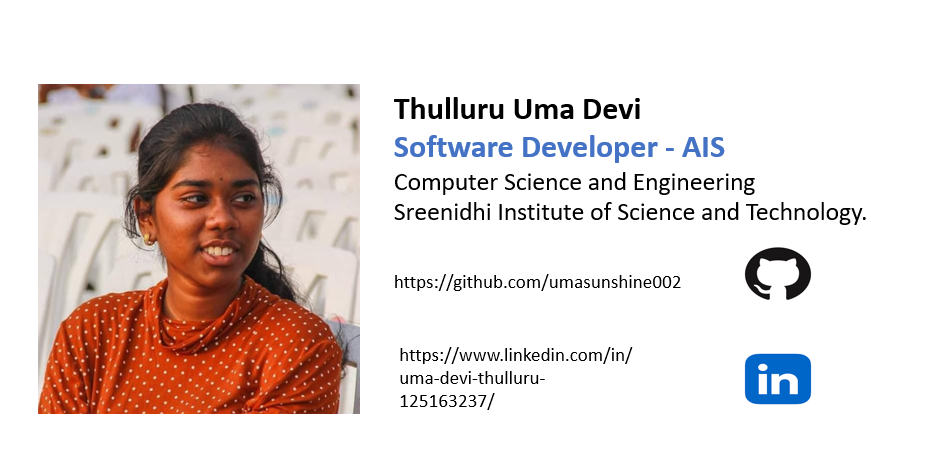 Thulluru Uma Devi
Software Developer - AIS
Computer Science and Engineering
Sreenidhi Institute of Science and Technology.
https://github.com/umasunshine002
https://www.linkedin.com/in/
uma-devi-thulluru-
125163237/
in